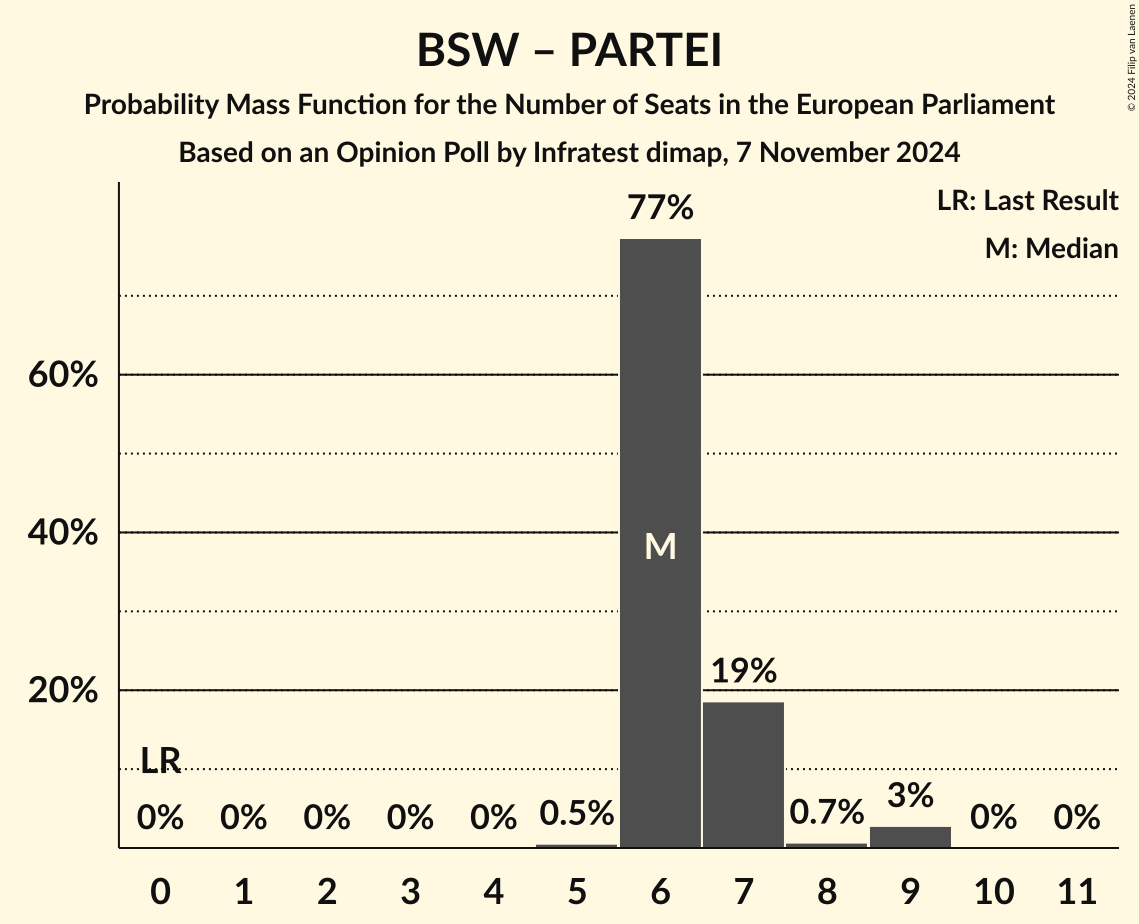 BSW – PARTEI
Probability Mass Function for the Number of Seats in the European Parliament
Based on an Opinion Poll by Infratest dimap, 7 November 2024
© 2024 Filip van Laenen
LR: Last Result
M: Median
77%
60%
40%
M
19%
20%
LR
0% 0% 0% 0% 0% 0.5% 0.7% 3% 0% 0%
0 1 2 3 4 5 6 7 8 9 10 11